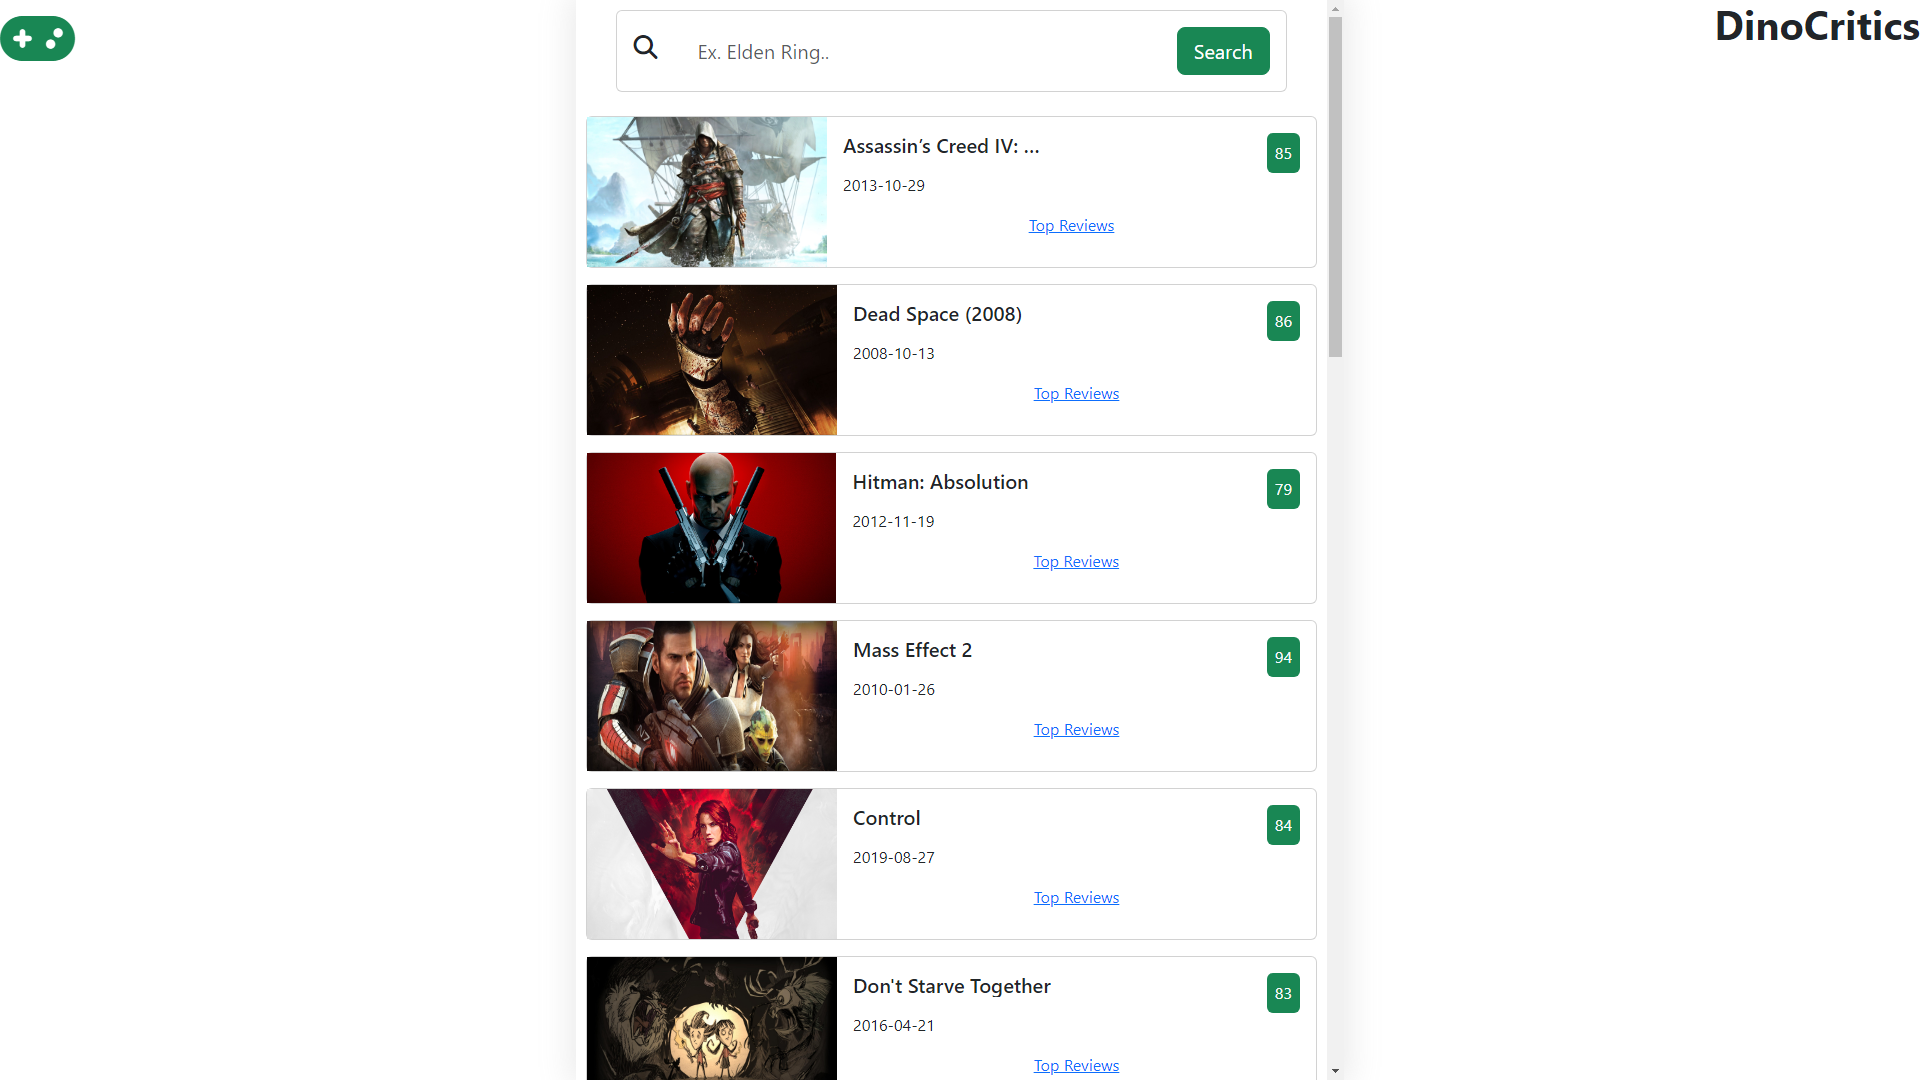 DinoCritics
Ex. Elden Ring..
Search
Assassin’s Creed IV: ...
85
2013-10-29
Top Reviews
Dead Space (2008)
86
2008-10-13
Top Reviews
Hitman: Absolution
79
2012-11-19
Top Reviews
Mass Effect 2
94
2010-01-26
Top Reviews
Control
84
2019-08-27
Top Reviews
Don't Starve Together
83
2016-04-21
Top Reviews